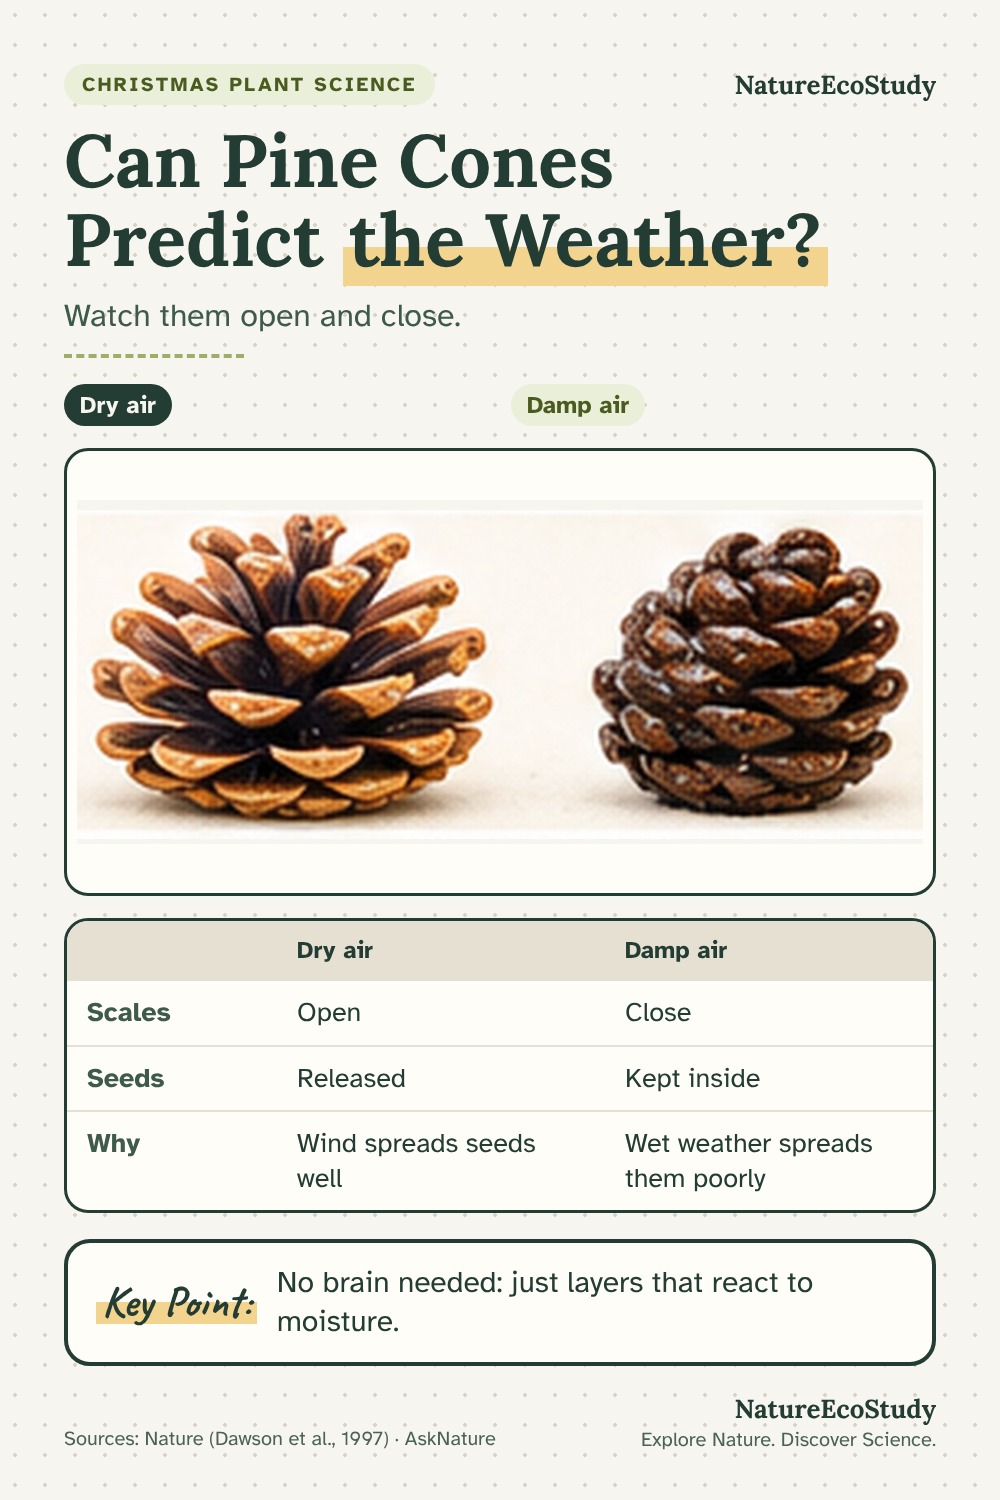 CHRISTMAS PLANT SCIENCE
NatureEcoStudy
Can Pine Cones
Predict the Weather?
Watch them open and close.
Dry air
Damp air
Dry air Damp air
Scales Open Close
Seeds Released Kept inside
Why Wind spreads seeds Wet weather spreads
well them poorly
Key Point: No brain needed: just layers that react to
moisture.
NatureEcoStudy
Sources: Nature (Dawson et al., 1997) · AskNature
Explore Nature. Discover Science.